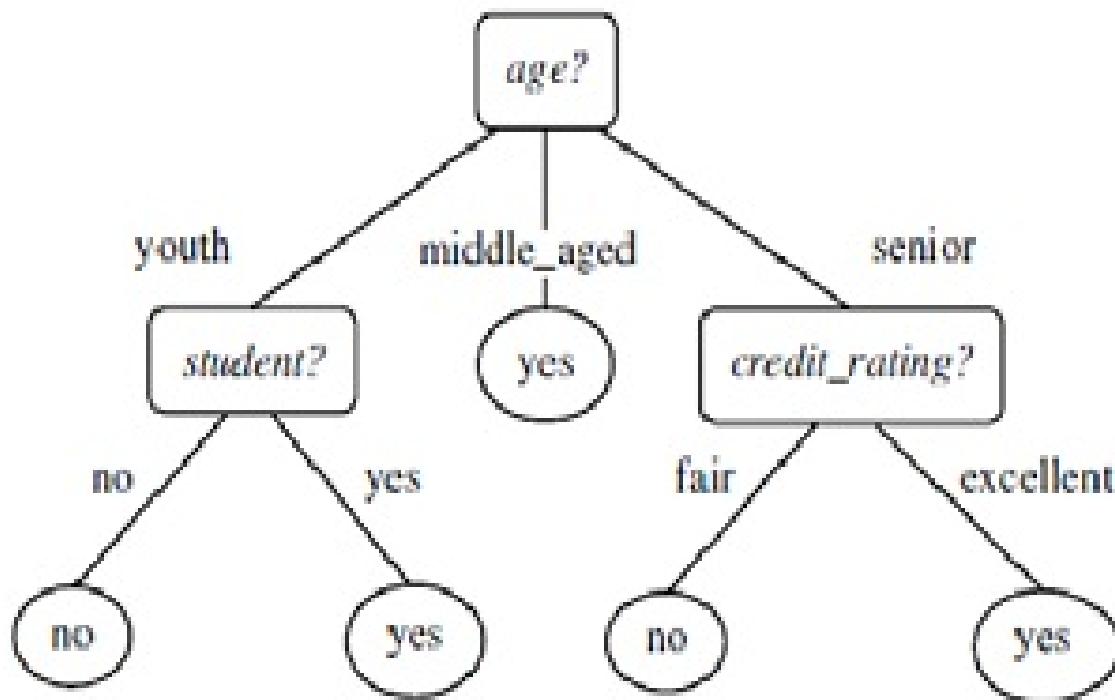 age?
youth
middle_aged
senior
student?
yes
credit_rating?
no
yes
fair
excellent
no
yes
no
yes